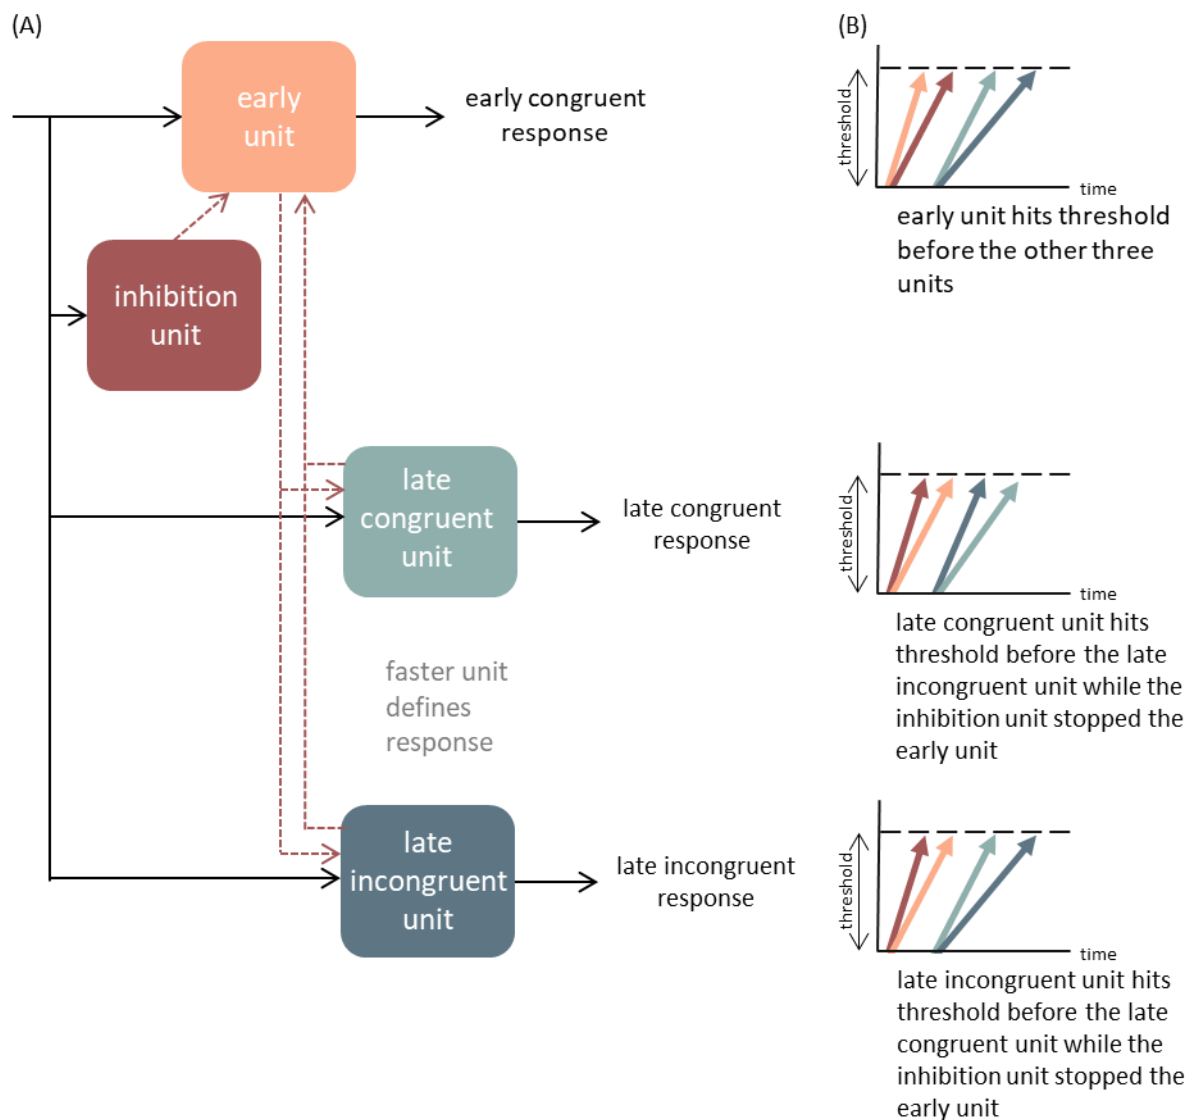 (A)
early
unit
early congruent
response
inhibition
unit
late
congruent
unit
late congruent
response
faster unit
defines
response
late
incongruent
unit
late incongruent
response
(B)
threshold
time
early unit hits threshold
before the other three
units
threshold
time
late congruent unit hits
threshold before the late
incongruent unit while the
inhibition unit stopped the
early unit
threshold
time
late incongruent unit hits
threshold before the late
congruent unit while the
inhibition unit stopped the
early unit